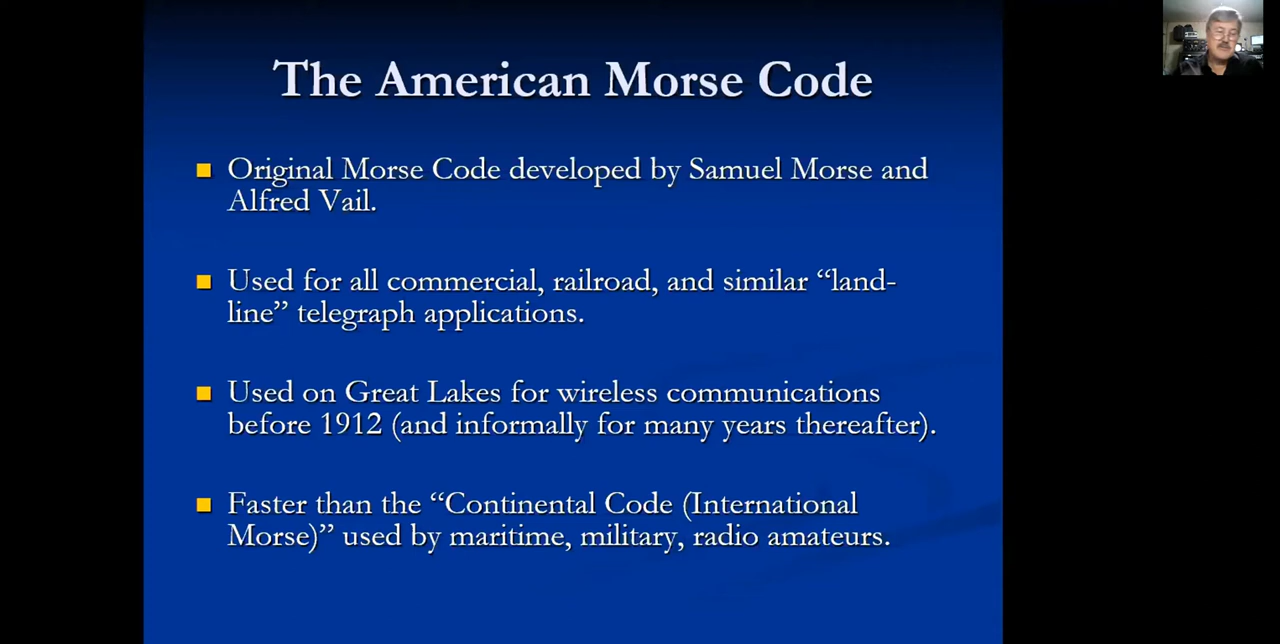 The American Morse Code
Original Morse Code developed by Samuel Morse and
Alfred Vail.
Used for all commercial, railroad, and similar “land-
line” telegraph applications.
Used on Great Lakes for wireless communications
before 1912 (and informally for many years thereafter).
Faster than the “Continental Code (International
Morse)” used by maritime, military, radio amateurs.